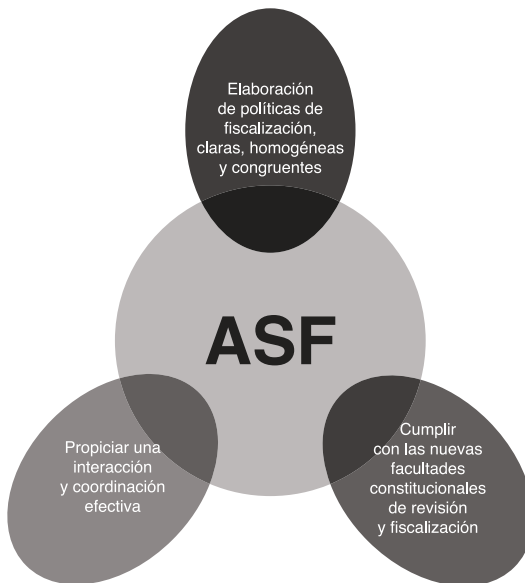 Elaboración
de políticas de
fiscalización,
claras, homogéneas
y congruentes
ASF
Propiciar una
interacción
y coordinación
efectiva
Cumplir
con las nuevas
facultades
constitucionales
de revisión
y fiscalización